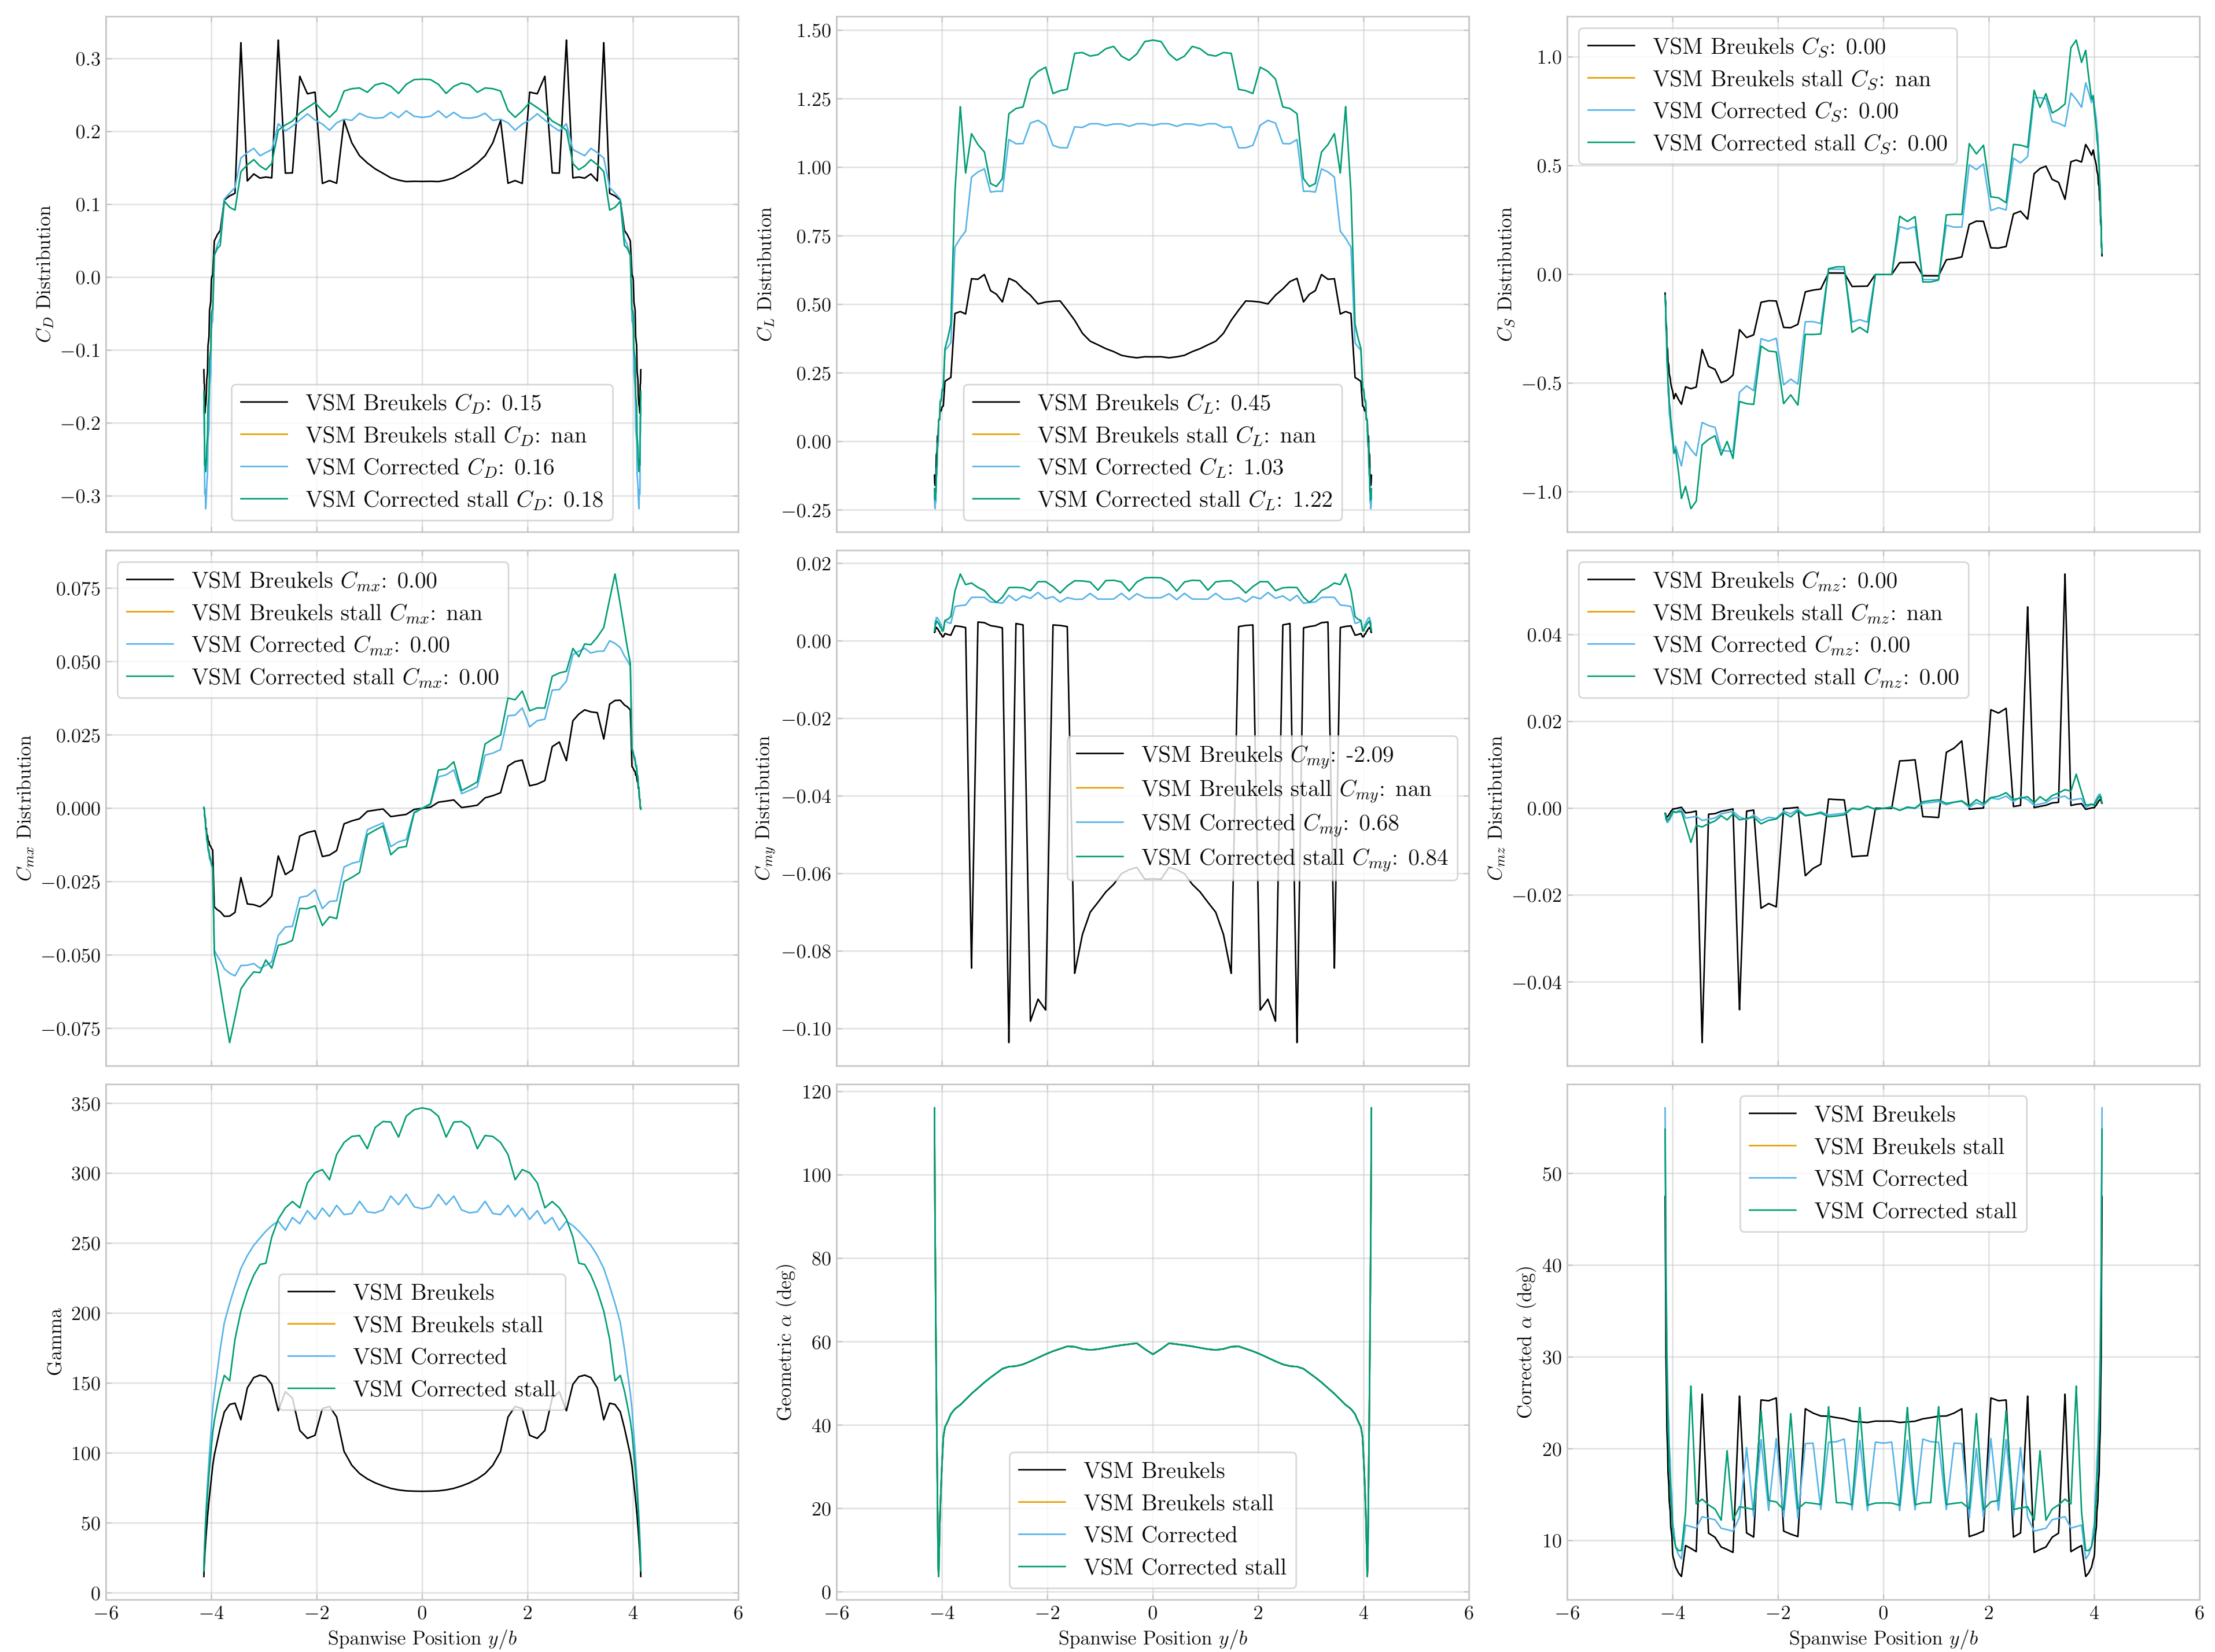 0.3
0.2
0.1
0.0
−0.1
−0.2
−0.3
C_D Distribution
VSM Breukels C_D: 0.15
VSM Breukels stall C_D: nan
VSM Corrected C_D: 0.16
VSM Corrected stall C_D: 0.18
1.50
1.25
1.00
0.75
0.50
0.25
0.00
−0.25
C_L Distribution
VSM Breukels C_L: 0.45
VSM Breukels stall C_L: nan
VSM Corrected C_L: 1.03
VSM Corrected stall C_L: 1.22
1.0
0.5
0.0
−0.5
−1.0
C_S Distribution
VSM Breukels C_S: 0.00
VSM Breukels stall C_S: nan
VSM Corrected C_S: 0.00
VSM Corrected stall C_S: 0.00
0.075
0.050
0.025
0.000
−0.025
−0.050
−0.075
C_mx Distribution
VSM Breukels C_mx: 0.00
VSM Breukels stall C_mx: nan
VSM Corrected C_mx: 0.00
VSM Corrected stall C_mx: 0.00
0.02
0.00
−0.02
−0.04
−0.06
−0.08
−0.10
C_my Distribution
VSM Breukels C_my: -2.09
VSM Breukels stall C_my: nan
VSM Corrected C_my: 0.68
VSM Corrected stall C_my: 0.84
0.04
0.02
0.00
−0.02
−0.04
C_mz Distribution
VSM Breukels C_mz: 0.00
VSM Breukels stall C_mz: nan
VSM Corrected C_mz: 0.00
VSM Corrected stall C_mz: 0.00
350
300
250
200
150
100
50
0
Gamma
VSM Breukels
VSM Breukels stall
VSM Corrected
VSM Corrected stall
−6 −4 −2 0 2 4 6
Spanwise Position y/b
120
100
80
60
40
20
0
Geometric α (deg)
VSM Breukels
VSM Breukels stall
VSM Corrected
VSM Corrected stall
−6 −4 −2 0 2 4 6
Spanwise Position y/b
50
40
30
20
10
Corrected α (deg)
VSM Breukels
VSM Breukels stall
VSM Corrected
VSM Corrected stall
−6 −4 −2 0 2 4 6
Spanwise Position y/b